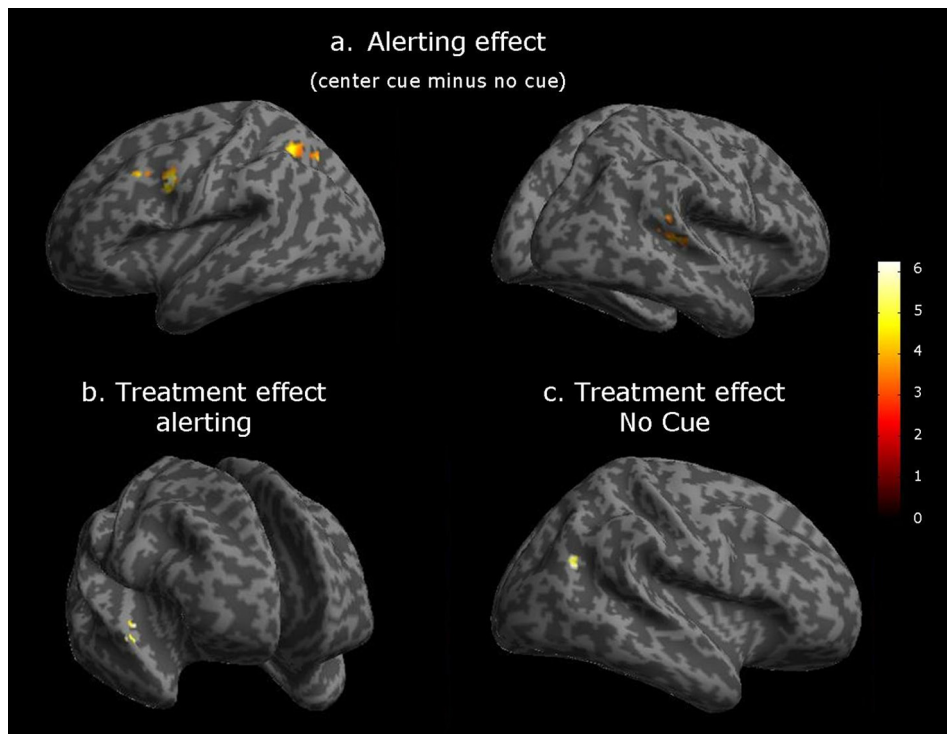 a. Alerting effect
(center cue minus no cue)
6
5
4
3
2
1
0
b. Treatment effect
alerting
c. Treatment effect
No Cue